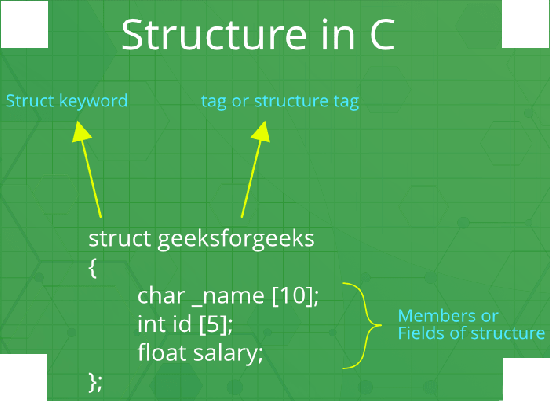 Structure in C
Struct keyword
tag or structure tag
struct geeksforgeeks
{
char _name [10];
int id [5];
float salary;
};
Members or
Fields of structure